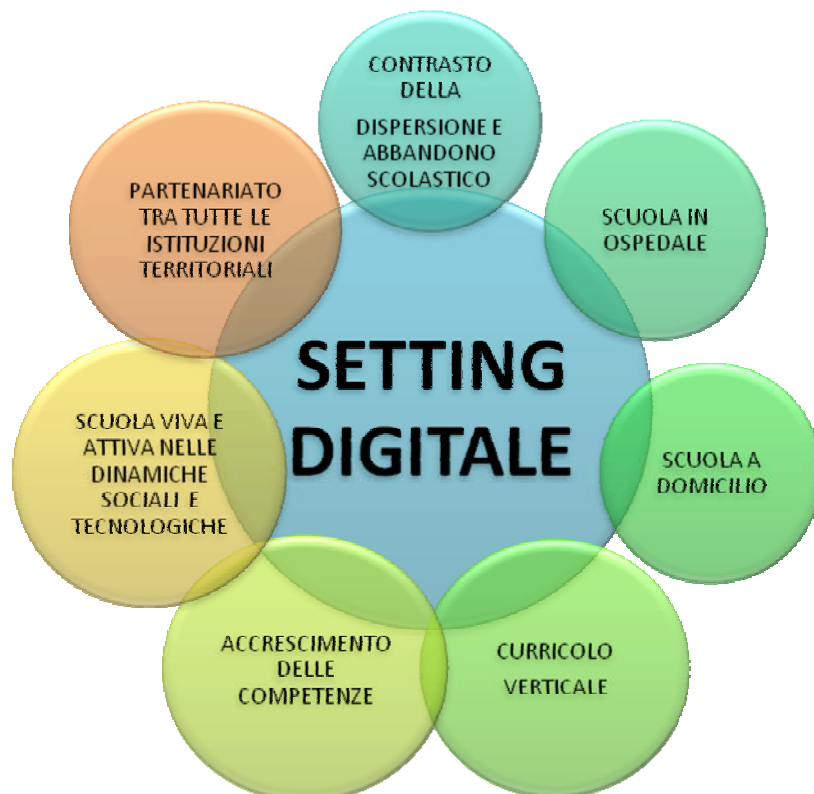 CONTRASTO
DELLA
DISPERSIONE E
ABBANDONO
SCOLASTICO
SCUOLA IN
OSPEDALE
SCUOLA A
DOMICILIO
CURRICOLO
VERTICALE
ACCRESCIMENTO
DELLE
COMPETENZE
SCUOLA VIVA E
ATTIVA NELLE
DINAMICHE
SOCIALI E
TECNOLOGICHE
PARTENARIATO
TRA TUTTE LE
ISTITUZIONI
TERRITORIALI
SETTING
DIGITALE